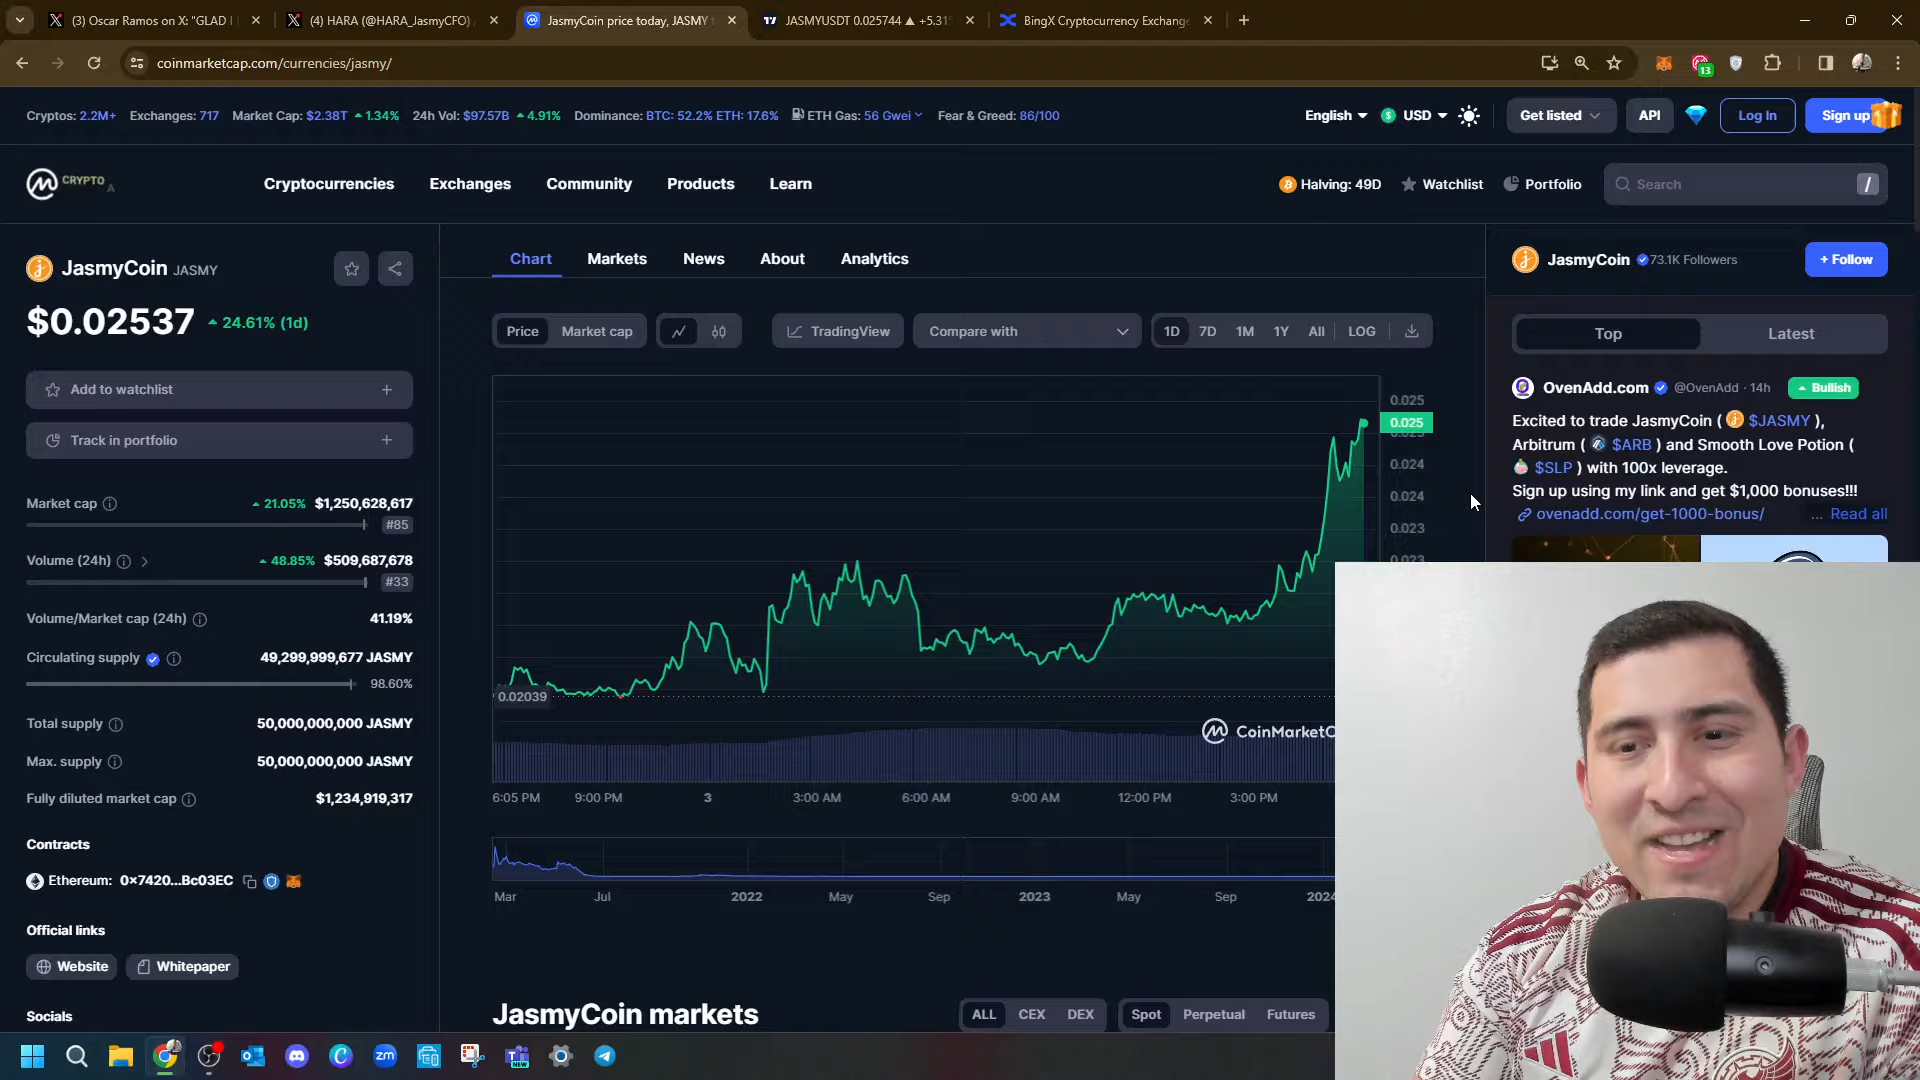 (3) Oscar Ramos on X: "GLAD I
(4) HARA (@HARA_JasmyCFO)
JasmyCoin price today, JASMY t
JASMYUSDT 0.025744 ▲ +5.31%
BingX Cryptocurrency Exchange
coinmarketcap.com/currencies/jasmy/
13
Cryptos: 2.2M+ Exchanges: 717 Market Cap: $2.38T 1.34% 24h Vol: $97.57B 4.91% Dominance: BTC: 52.2% ETH: 17.6% ETH Gas: 56 Gwei Fear & Greed: 86/100
English USD Get listed API Log In Sign up
CRYPTO
Cryptocurrencies Exchanges Community Products Learn
Halving: 49D Watchlist Portfolio Search /
JasmyCoin JASMY
$0.02537 24.61% (1d)
Add to watchlist +
Track in portfolio +
Market cap 21.05% $1,250,628,617
#85
Volume (24h) 48.85% $509,687,678
#33
Volume/Market cap (24h) 41.19%
Circulating supply 49,299,999,677 JASMY
98.60%
Total supply 50,000,000,000 JASMY
Max. supply 50,000,000,000 JASMY
Fully diluted market cap $1,234,919,317
Contracts
Ethereum: 0x7420...Bc03EC
Official links
Website Whitepaper
Socials
Chart Markets News About Analytics
Price Market cap TradingView Compare with 1D 7D 1M 1Y All LOG
0.025
0.025
0.024
0.024
0.023
0.023
0.02039
CoinMarketC
6:05 PM 9:00 PM 3 3:00 AM 6:00 AM 9:00 AM 12:00 PM 3:00 PM
Mar Jul 2022 May Sep 2023 May Sep 2024
JasmyCoin markets
ALL CEX DEX Spot Perpetual Futures
JasmyCoin 73.1K Followers + Follow
Top Latest
OvenAdd.com @OvenAdd · 14h Bullish
Excited to trade JasmyCoin ( $JASMY ),
Arbitrum ( $ARB ) and Smooth Love Potion (
$SLP ) with 100x leverage.
Sign up using my link and get $1,000 bonuses!!!
ovenadd.com/get-1000-bonus/ ... Read all
zm
NEW